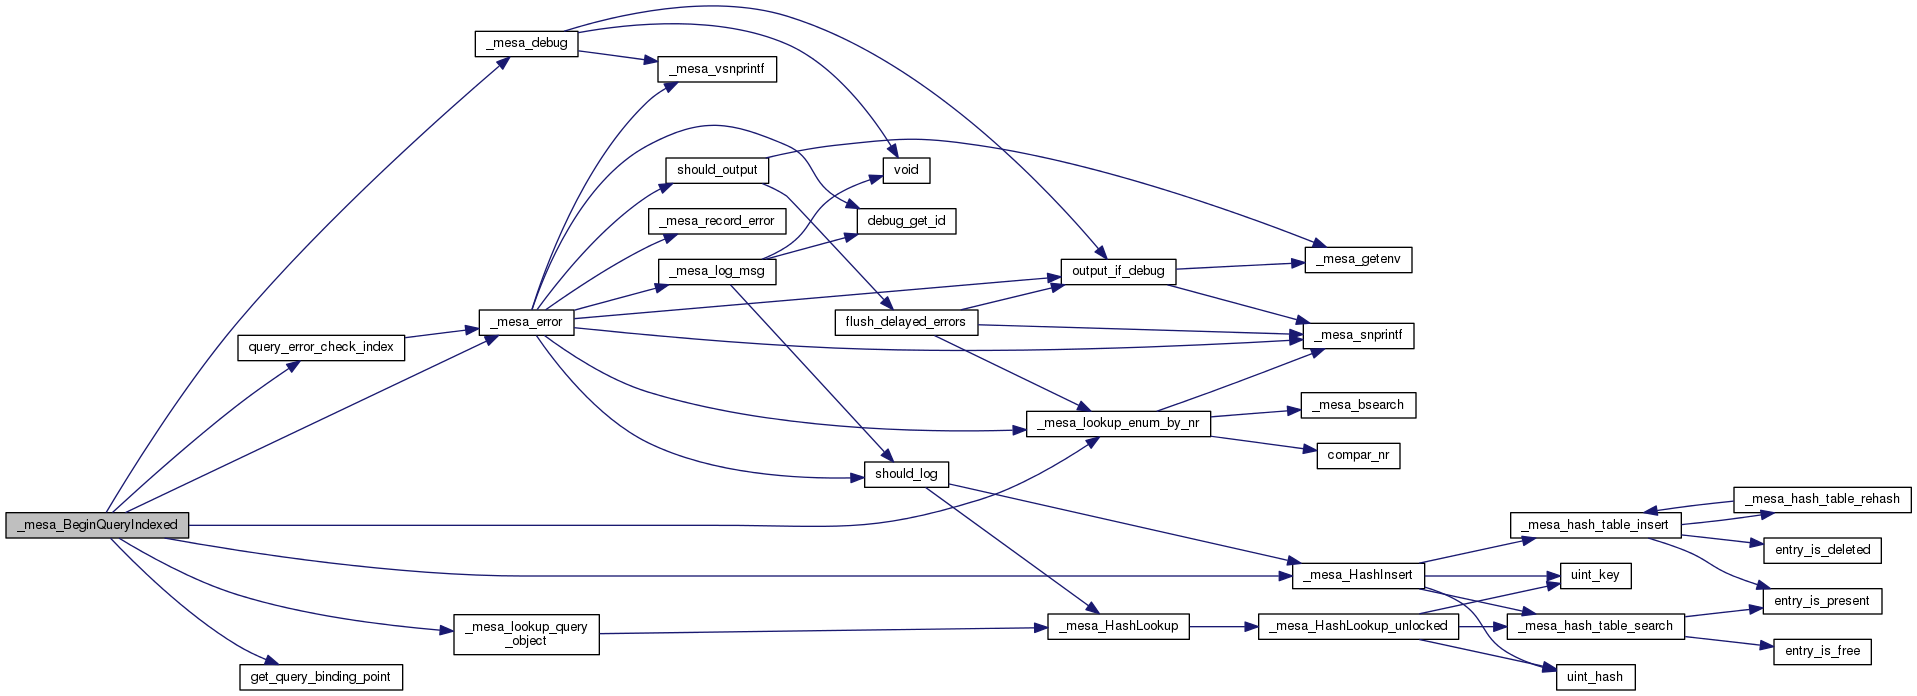 _mesa_debug
_mesa_vsnprintf
should_output
void
_mesa_record_error
debug_get_id
_mesa_log_msg
output_if_debug
_mesa_getenv
_mesa_error
flush_delayed_errors
query_error_check_index
_mesa_snprintf
_mesa_bsearch
_mesa_lookup_enum_by_nr
compar_nr
should_log
_mesa_hash_table_rehash
_mesa_BeginQueryIndexed
_mesa_hash_table_insert
entry_is_deleted
_mesa_HashInsert
uint_key
entry_is_present
_mesa_lookup_query
_object
_mesa_HashLookup
_mesa_HashLookup_unlocked
_mesa_hash_table_search
entry_is_free
get_query_binding_point
uint_hash